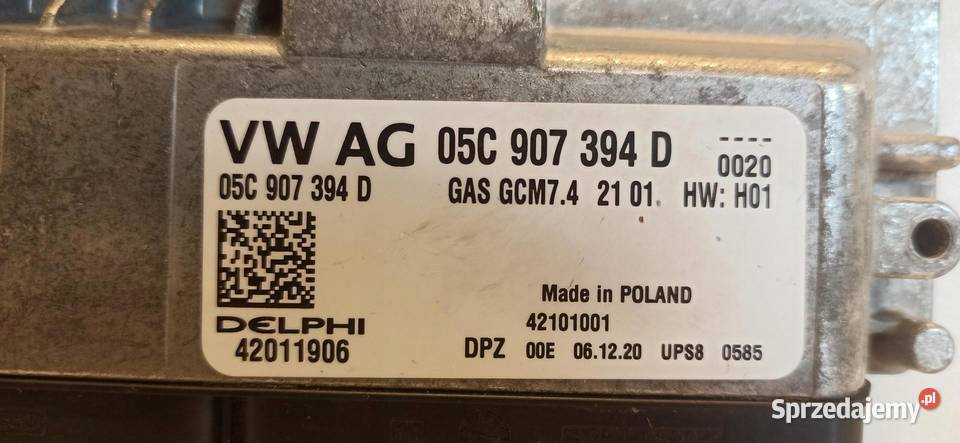 VW AG 05C 907 394 D ----
0020
05C 907 394 D GAS GCM7.4 21 01. HW: H01
Made in POLAND
DELPHI 42101001
42011906 DPZ 00E 06.12.20 UPS8 0585
Sprzedajemy.pl